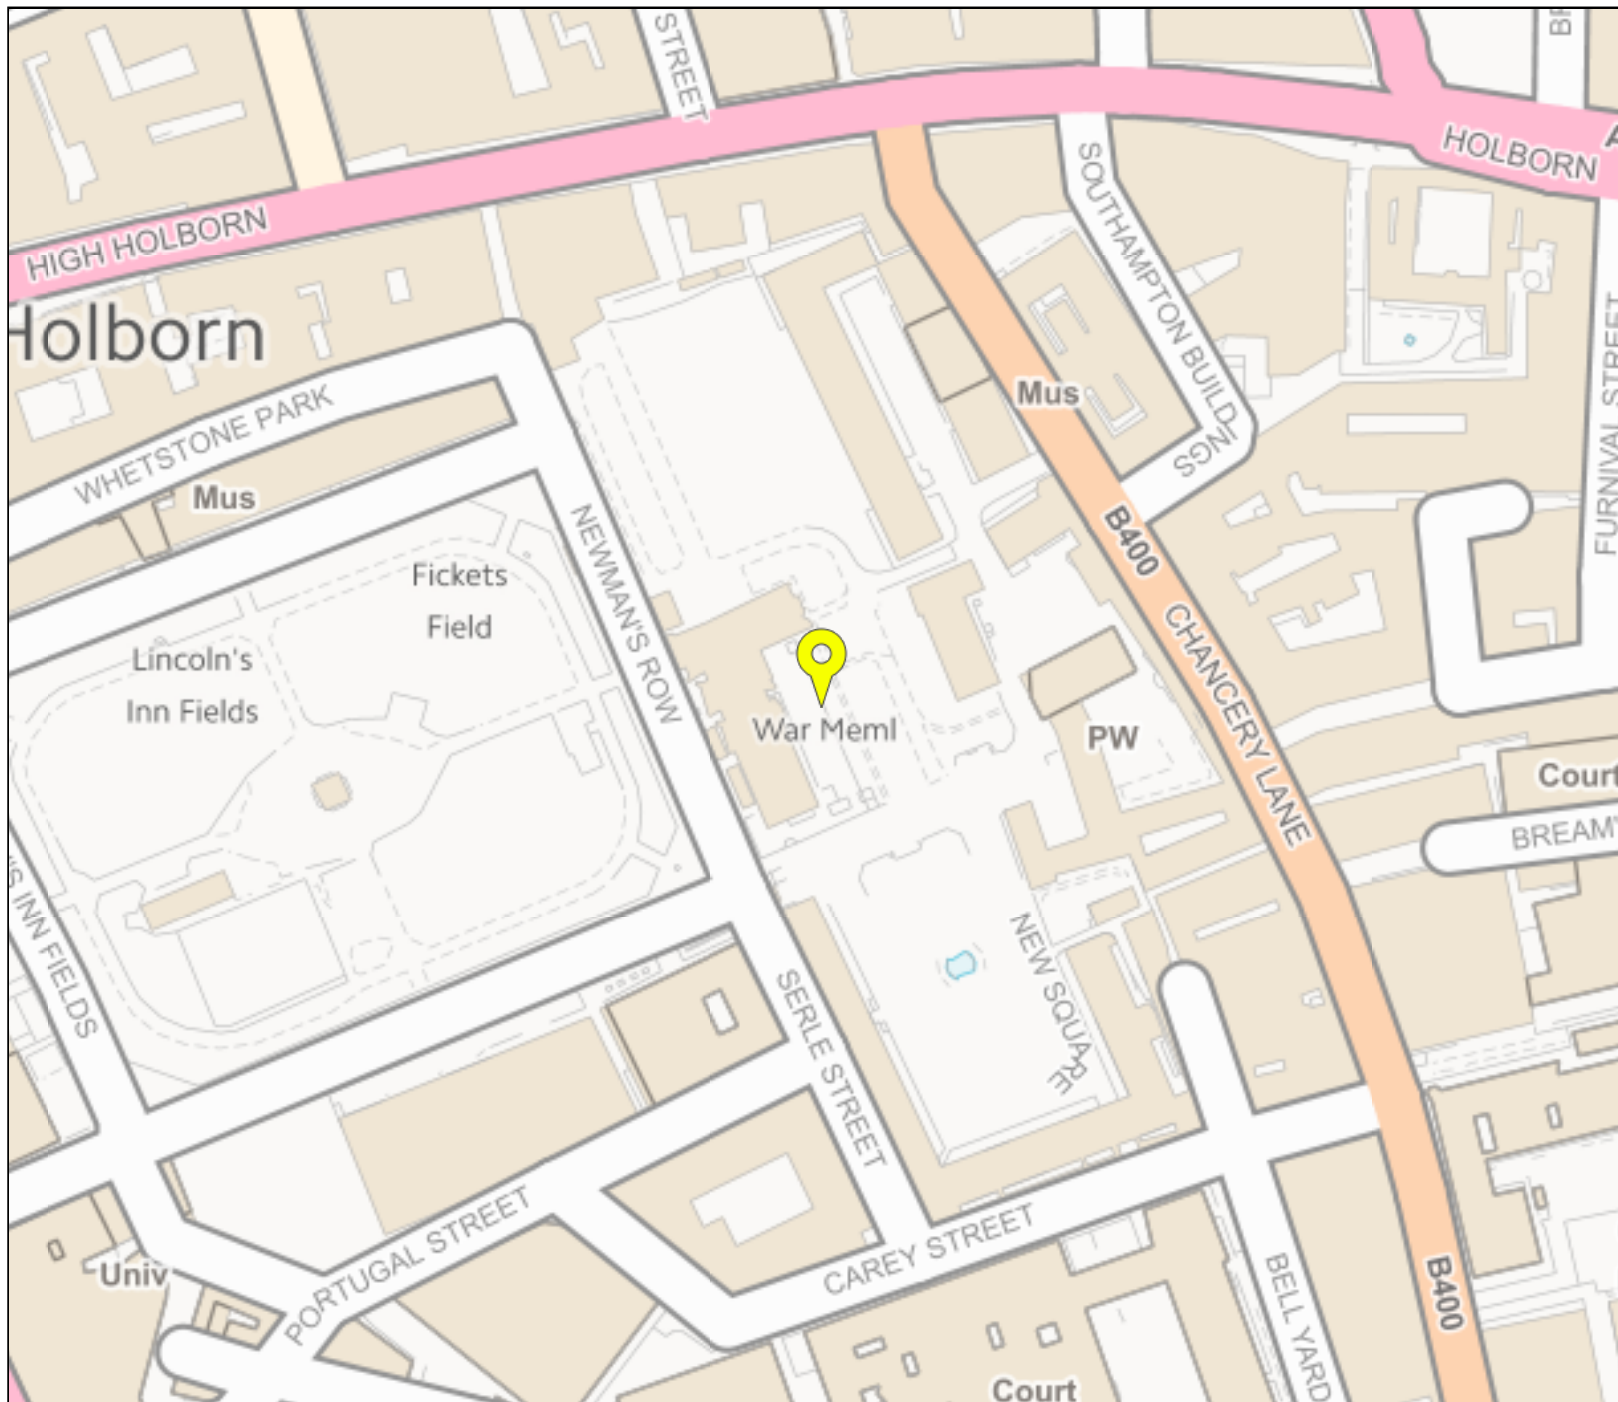 STREET
HOLBORN
HIGH HOLBORN
Holborn
SOUTHAMPTON BUILDINGS
FURNIVAL STREET
WHETSTONE PARK
Mus
Mus
B400
Fickets
Field
NEWMAN'S ROW
Lincoln's
Inn Fields
CHANCERY LANE
War Meml
PW
Court
BREAM'
'S INN FIELDS
NEW SQUARE
SERLE STREET
PORTUGAL STREET
CAREY STREET
Univ
BELL YARD
B400
Court